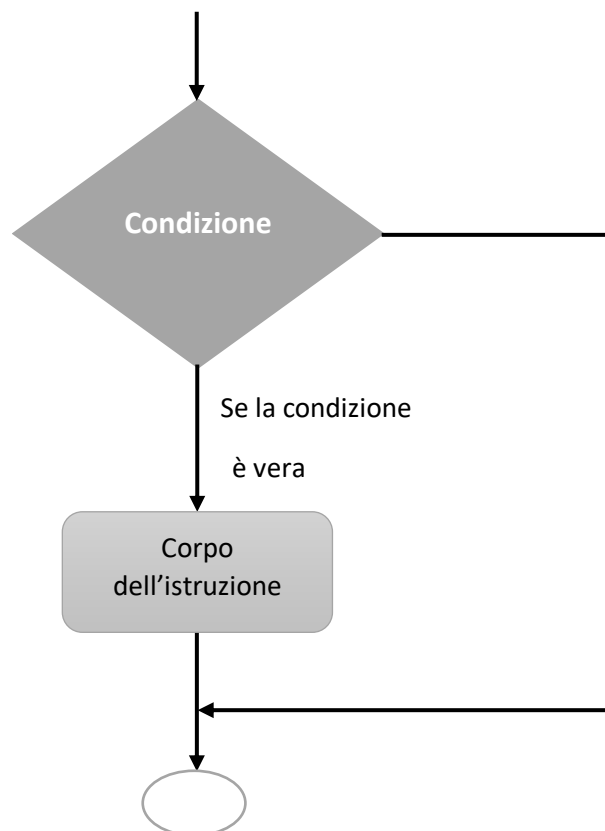 Condizione
Se la condizione
è vera
Corpo
dell’istruzione